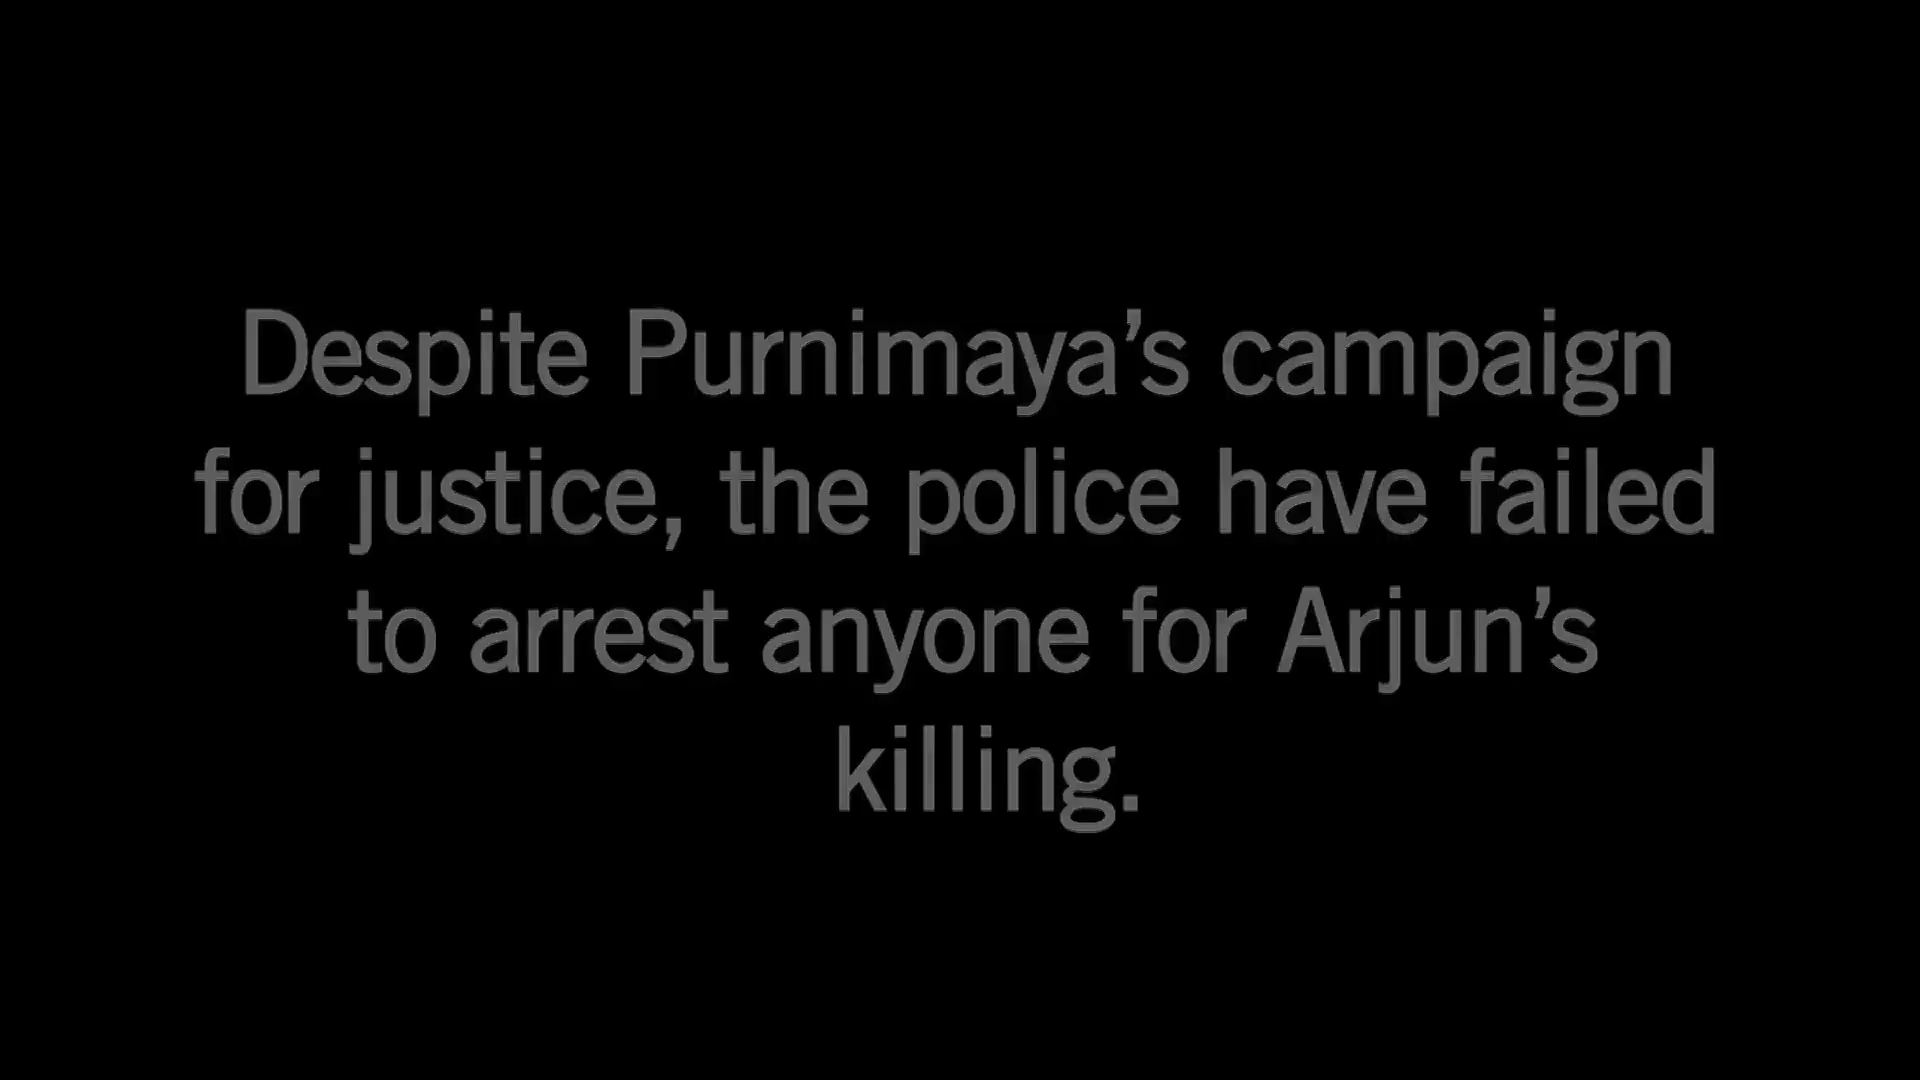 Despite Purnimaya’s campaign
for justice, the police have failed
to arrest anyone for Arjun’s
killing.